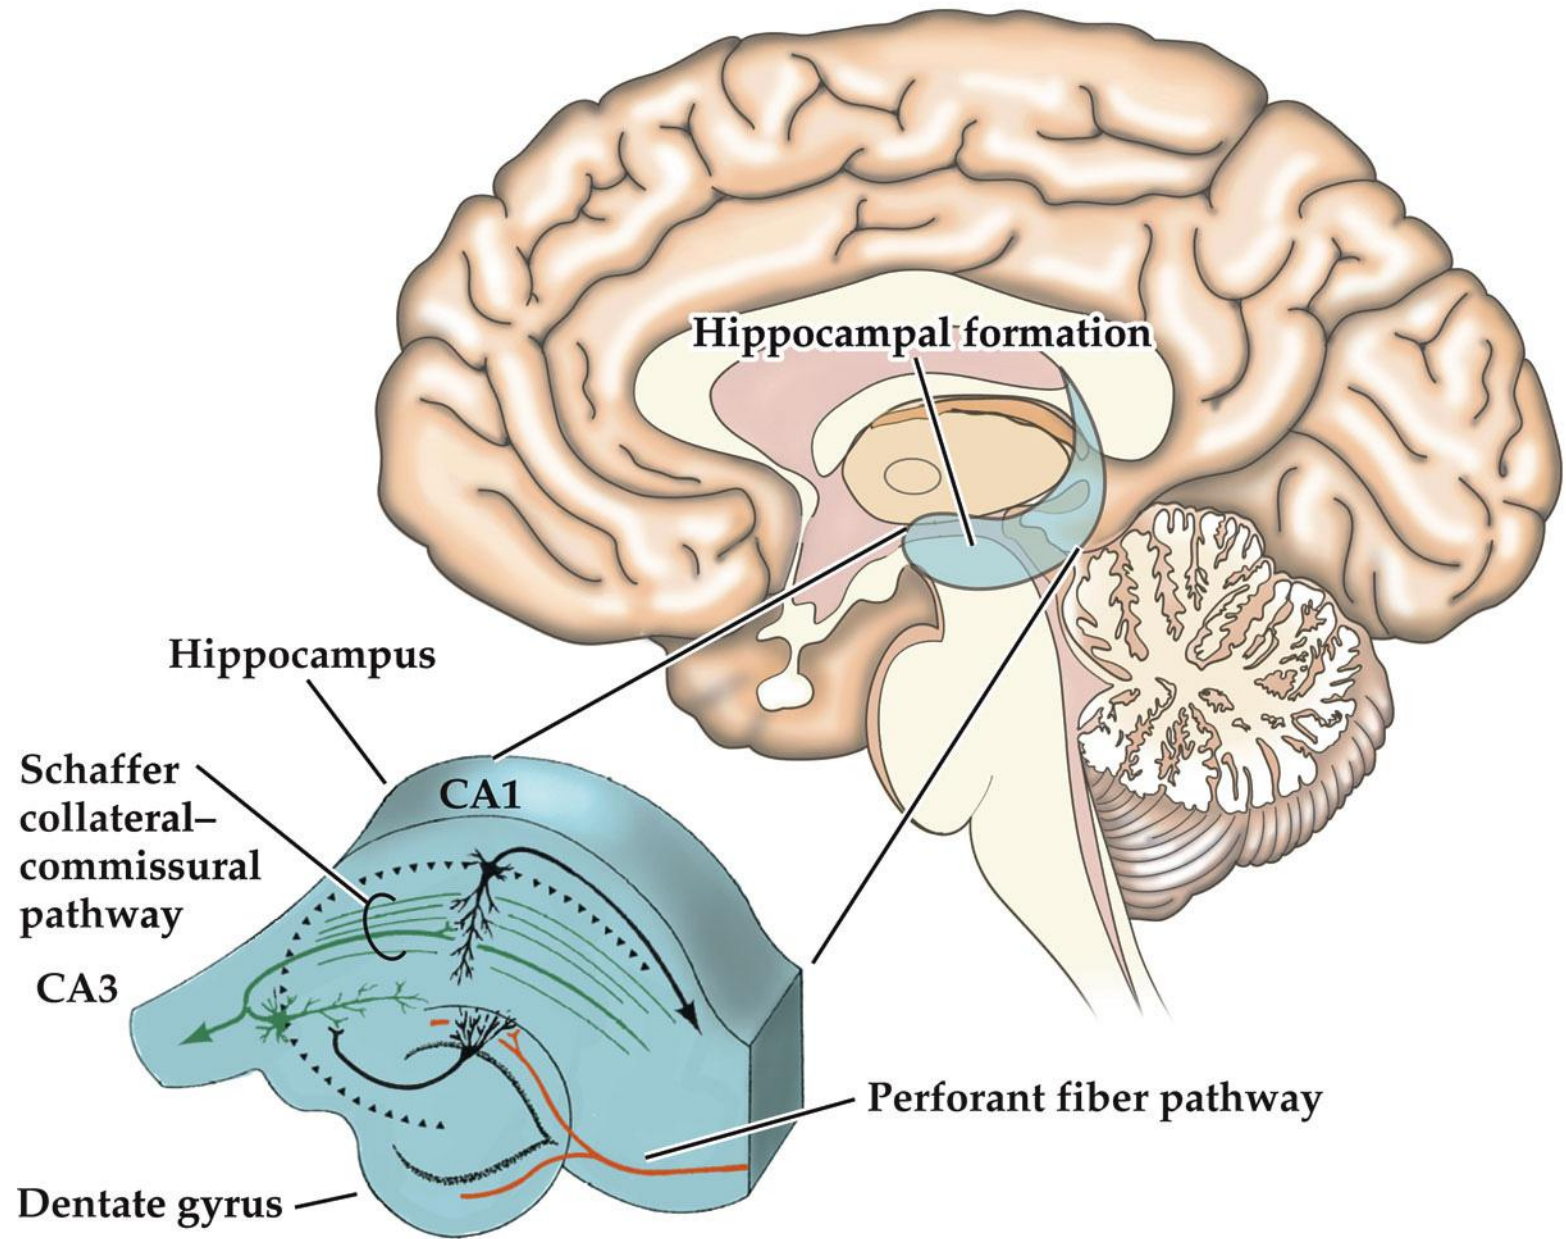 Hippocampal formation
Hippocampus
Schaffer
collateral–
commissural
pathway
CA1
CA3
Perforant fiber pathway
Dentate gyrus